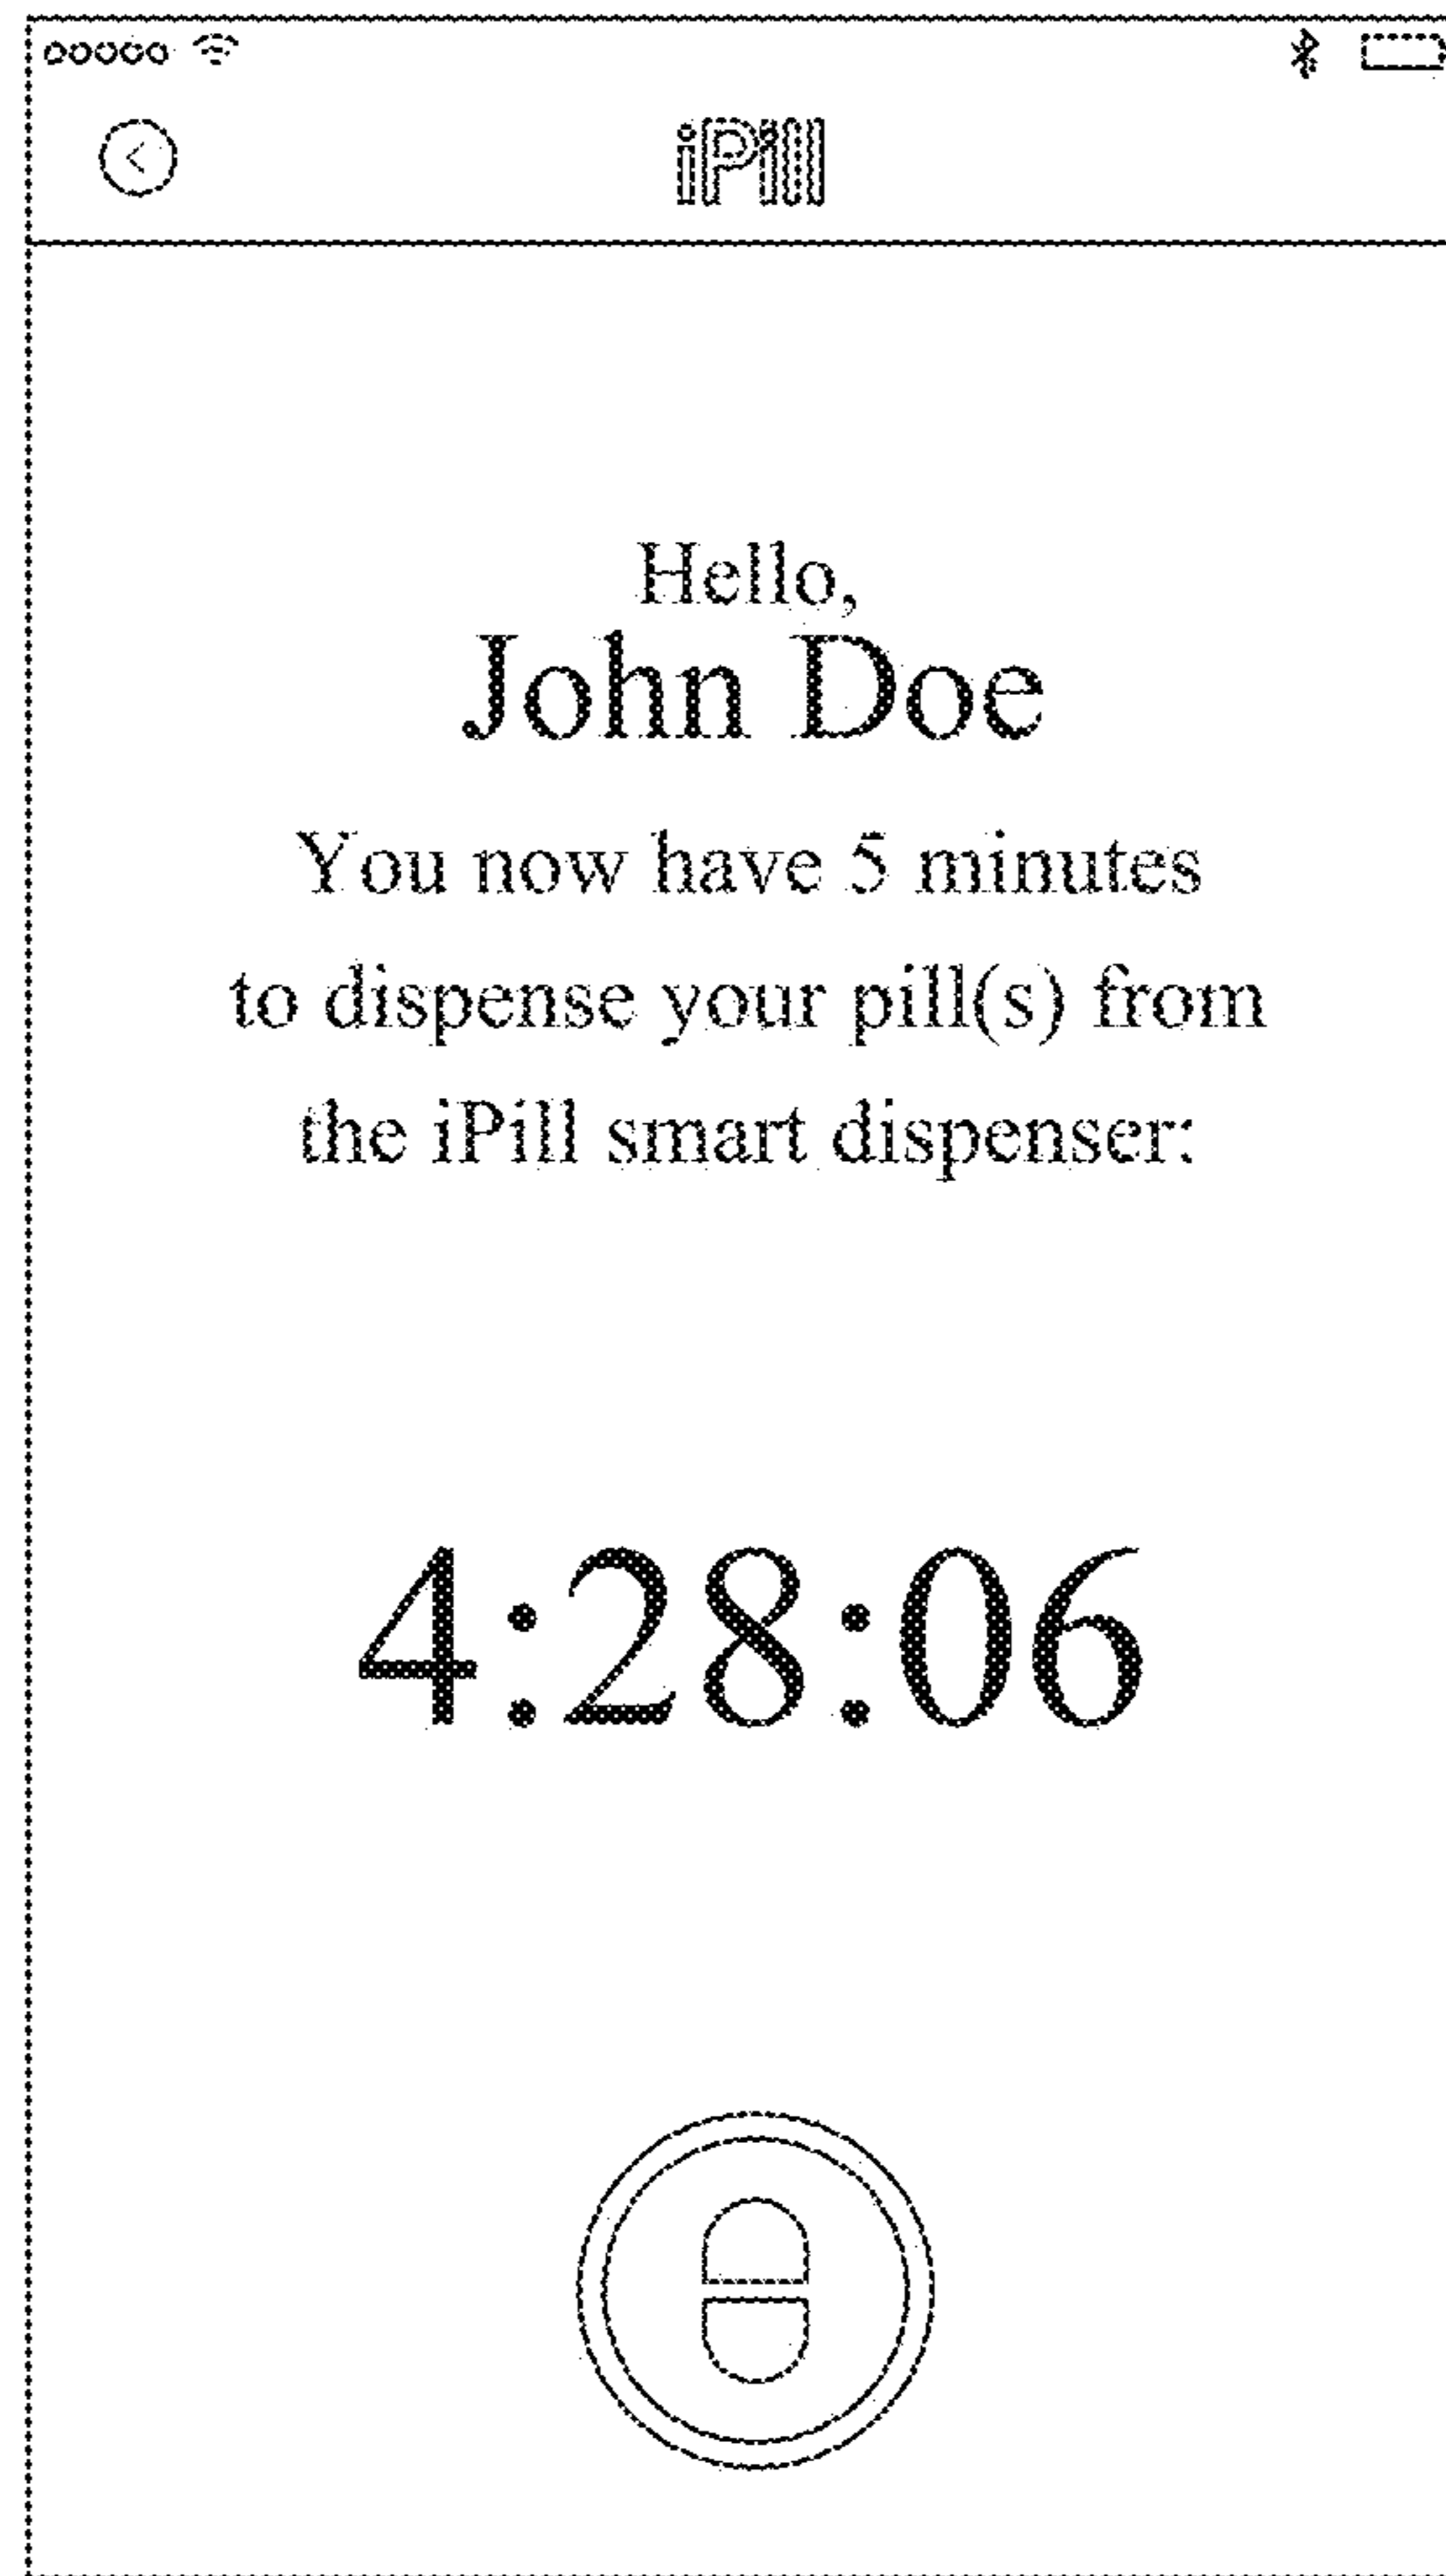 iPill
Hello,
John Doe
You now have 5 minutes
to dispense your pill(s) from
the iPill smart dispenser:
4:28:06